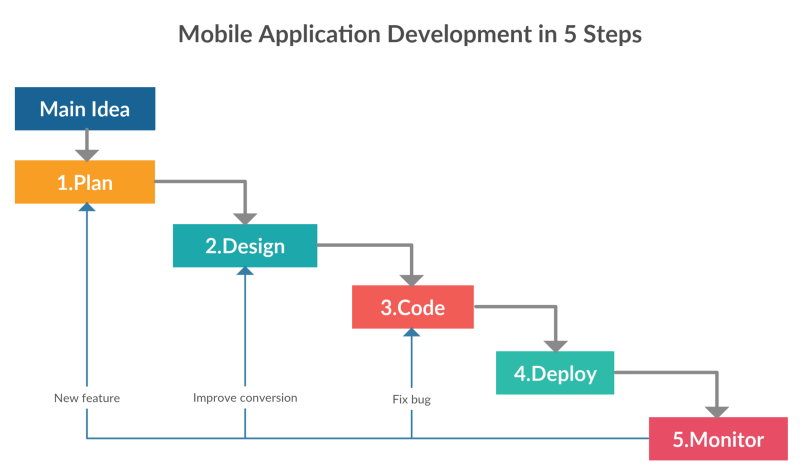 Mobile Application Development in 5 Steps
Main Idea
1.Plan
2.Design
3.Code
4.Deploy
New feature
Improve conversion
Fix bug
5.Monitor